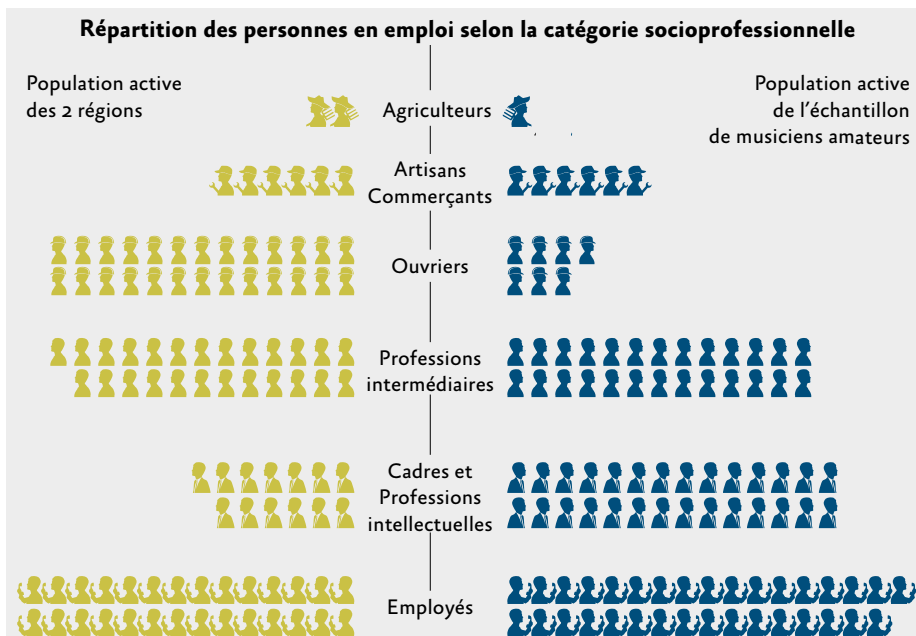 Répartition des personnes en emploi selon la catégorie socioprofessionnelle
Population active
des 2 régions
Population active
de l'échantillon
de musiciens amateurs
Agriculteurs
Artisans
Commerçants
Ouvriers
Professions
intermédiaires
Cadres et
Professions
intellectuelles
Employés